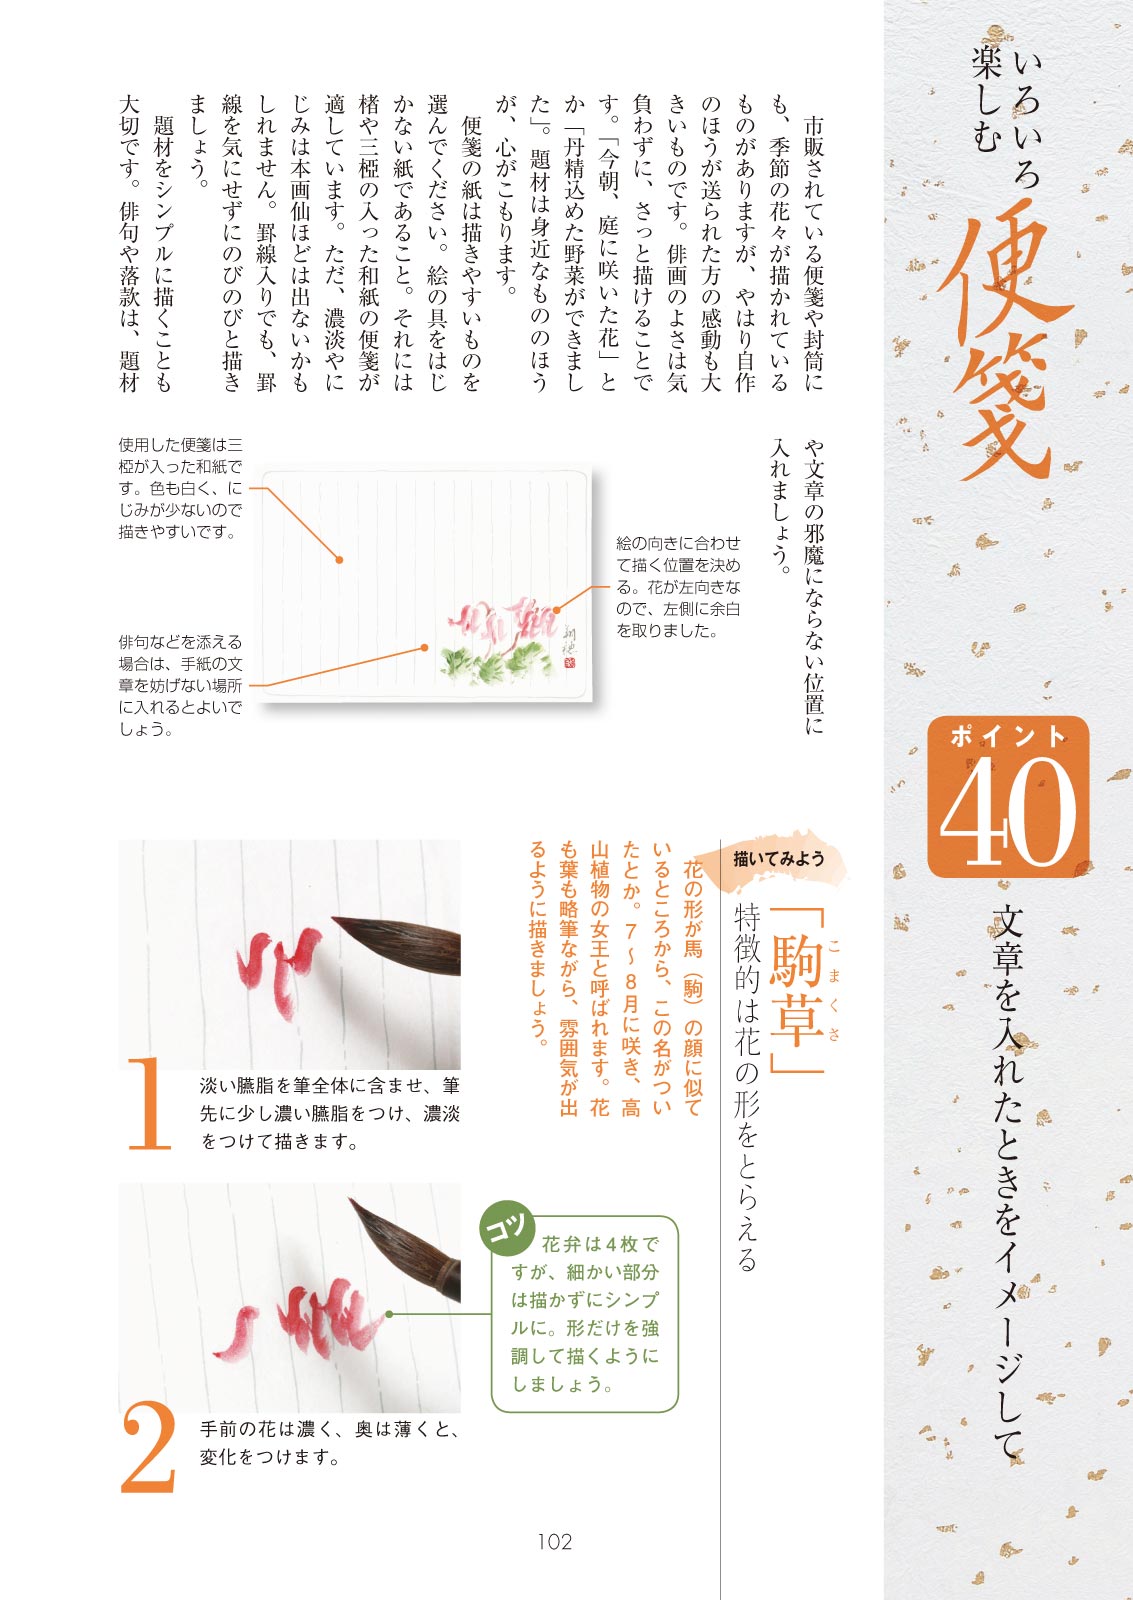 いろいろ
楽しむ
便箋
ポイント
40
文章を入れたときをイメージして
市販されている便箋や封筒に
も、季節の花々が描かれている
ものがありますが、やはり自作
のほうが送られた方の感動も大
きいものです。俳画のよさは気
負わずに、さっと描けることで
す。「今朝、庭に咲いた花」と
か「丹精込めた野菜ができまし
た」。題材は身近なもののほう
が、心がこもります。
便箋の紙は描きやすいものを
選んでください。絵の具をはじ
かない紙であること。それには
楮や三椏の入った和紙の便箋が
適しています。ただ、濃淡やに
じみは本画仙ほどは出ないかも
しれません。罫線入りでも、罫
線を気にせずにのびのびと描き
ましょう。
題材をシンプルに描くことも
大切です。俳句や落款は、題材
や文章の邪魔にならない位置に
入れましょう。
絵の向きに合わせ
て描く位置を決め
る。花が左向きな
ので、左側に余白
を取りました。
使用した便箋は三
椏が入った和紙で
す。色も白く、に
じみが少ないので
描きやすいです。
俳句などを添える
場合は、手紙の文
章を妨げない場所
に入れるとよいで
しょう。
描いてみよう
「駒草」
こまくさ
特徴的は花の形をとらえる
花の形が馬（駒）の顔に似て
いるところから、この名がつい
たとか。7～8月に咲き、高
山植物の女王と呼ばれます。花
も葉も略筆ながら、雰囲気が出
るように描きましょう。
1
淡い臙脂を筆全体に含ませ、筆
先に少し濃い臙脂をつけ、濃淡
をつけて描きます。
コツ
花弁は4枚で
すが、細かい部分
は描かずにシンプ
ルに。形だけを強
調して描くように
しましょう。
2
手前の花は濃く、奥は薄くと、
変化をつけます。
102